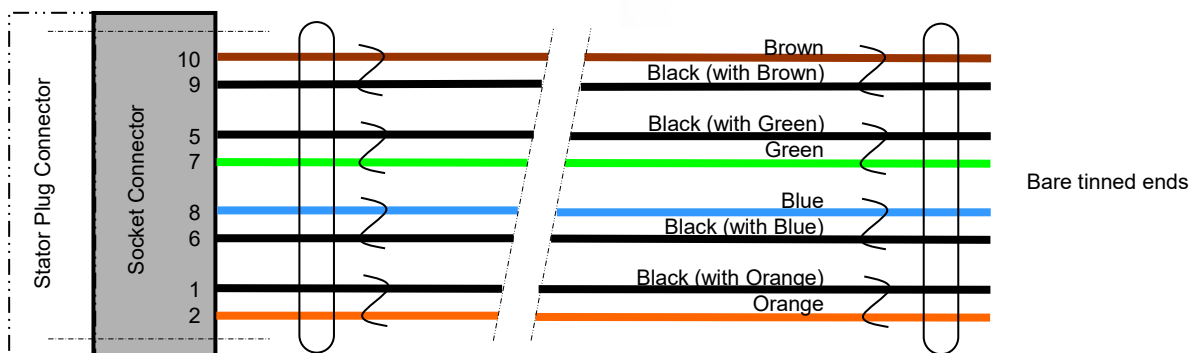 Stator Plug Connector
Socket Connector
10
9
5
7
8
6
1
2
Brown
Black (with Brown)
Black (with Green)
Green
Blue
Black (with Blue)
Black (with Orange)
Orange
Bare tinned ends